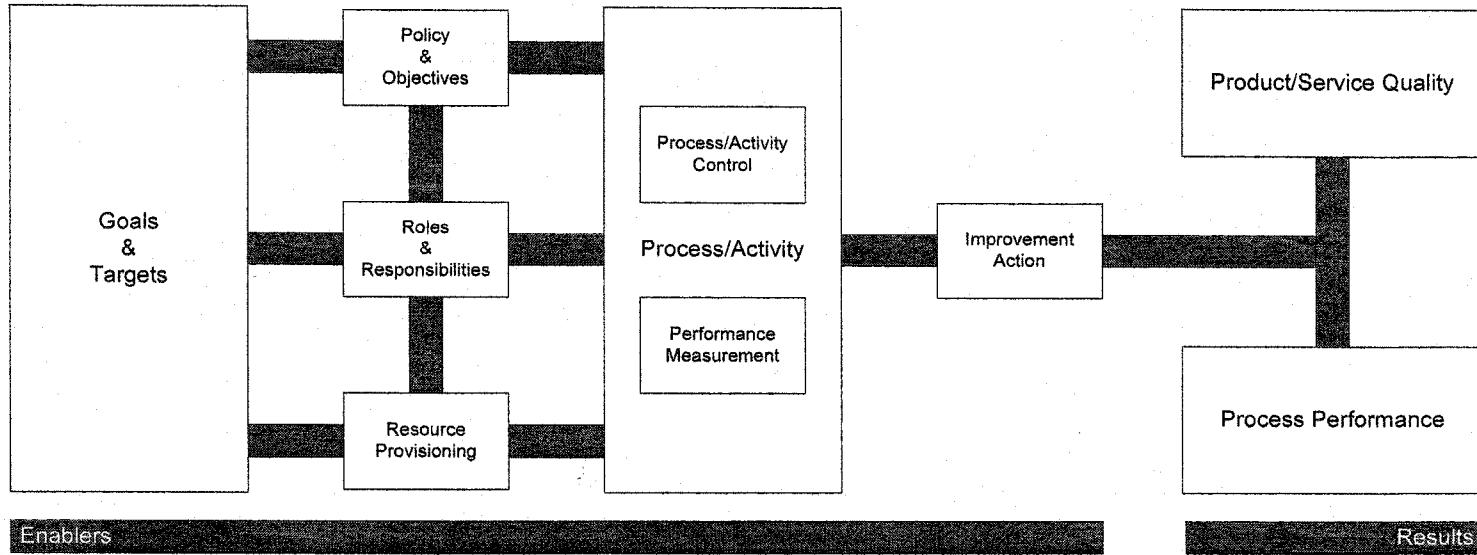 Goals
&
Targets
Policy
&
Objectives
Roles
&
Responsibilities
Resource
Provisioning
Process/Activity
Control
Process/Activity
Performance
Measurement
Improvement
Action
Product/Service Quality
Process Performance
Enablers
Results